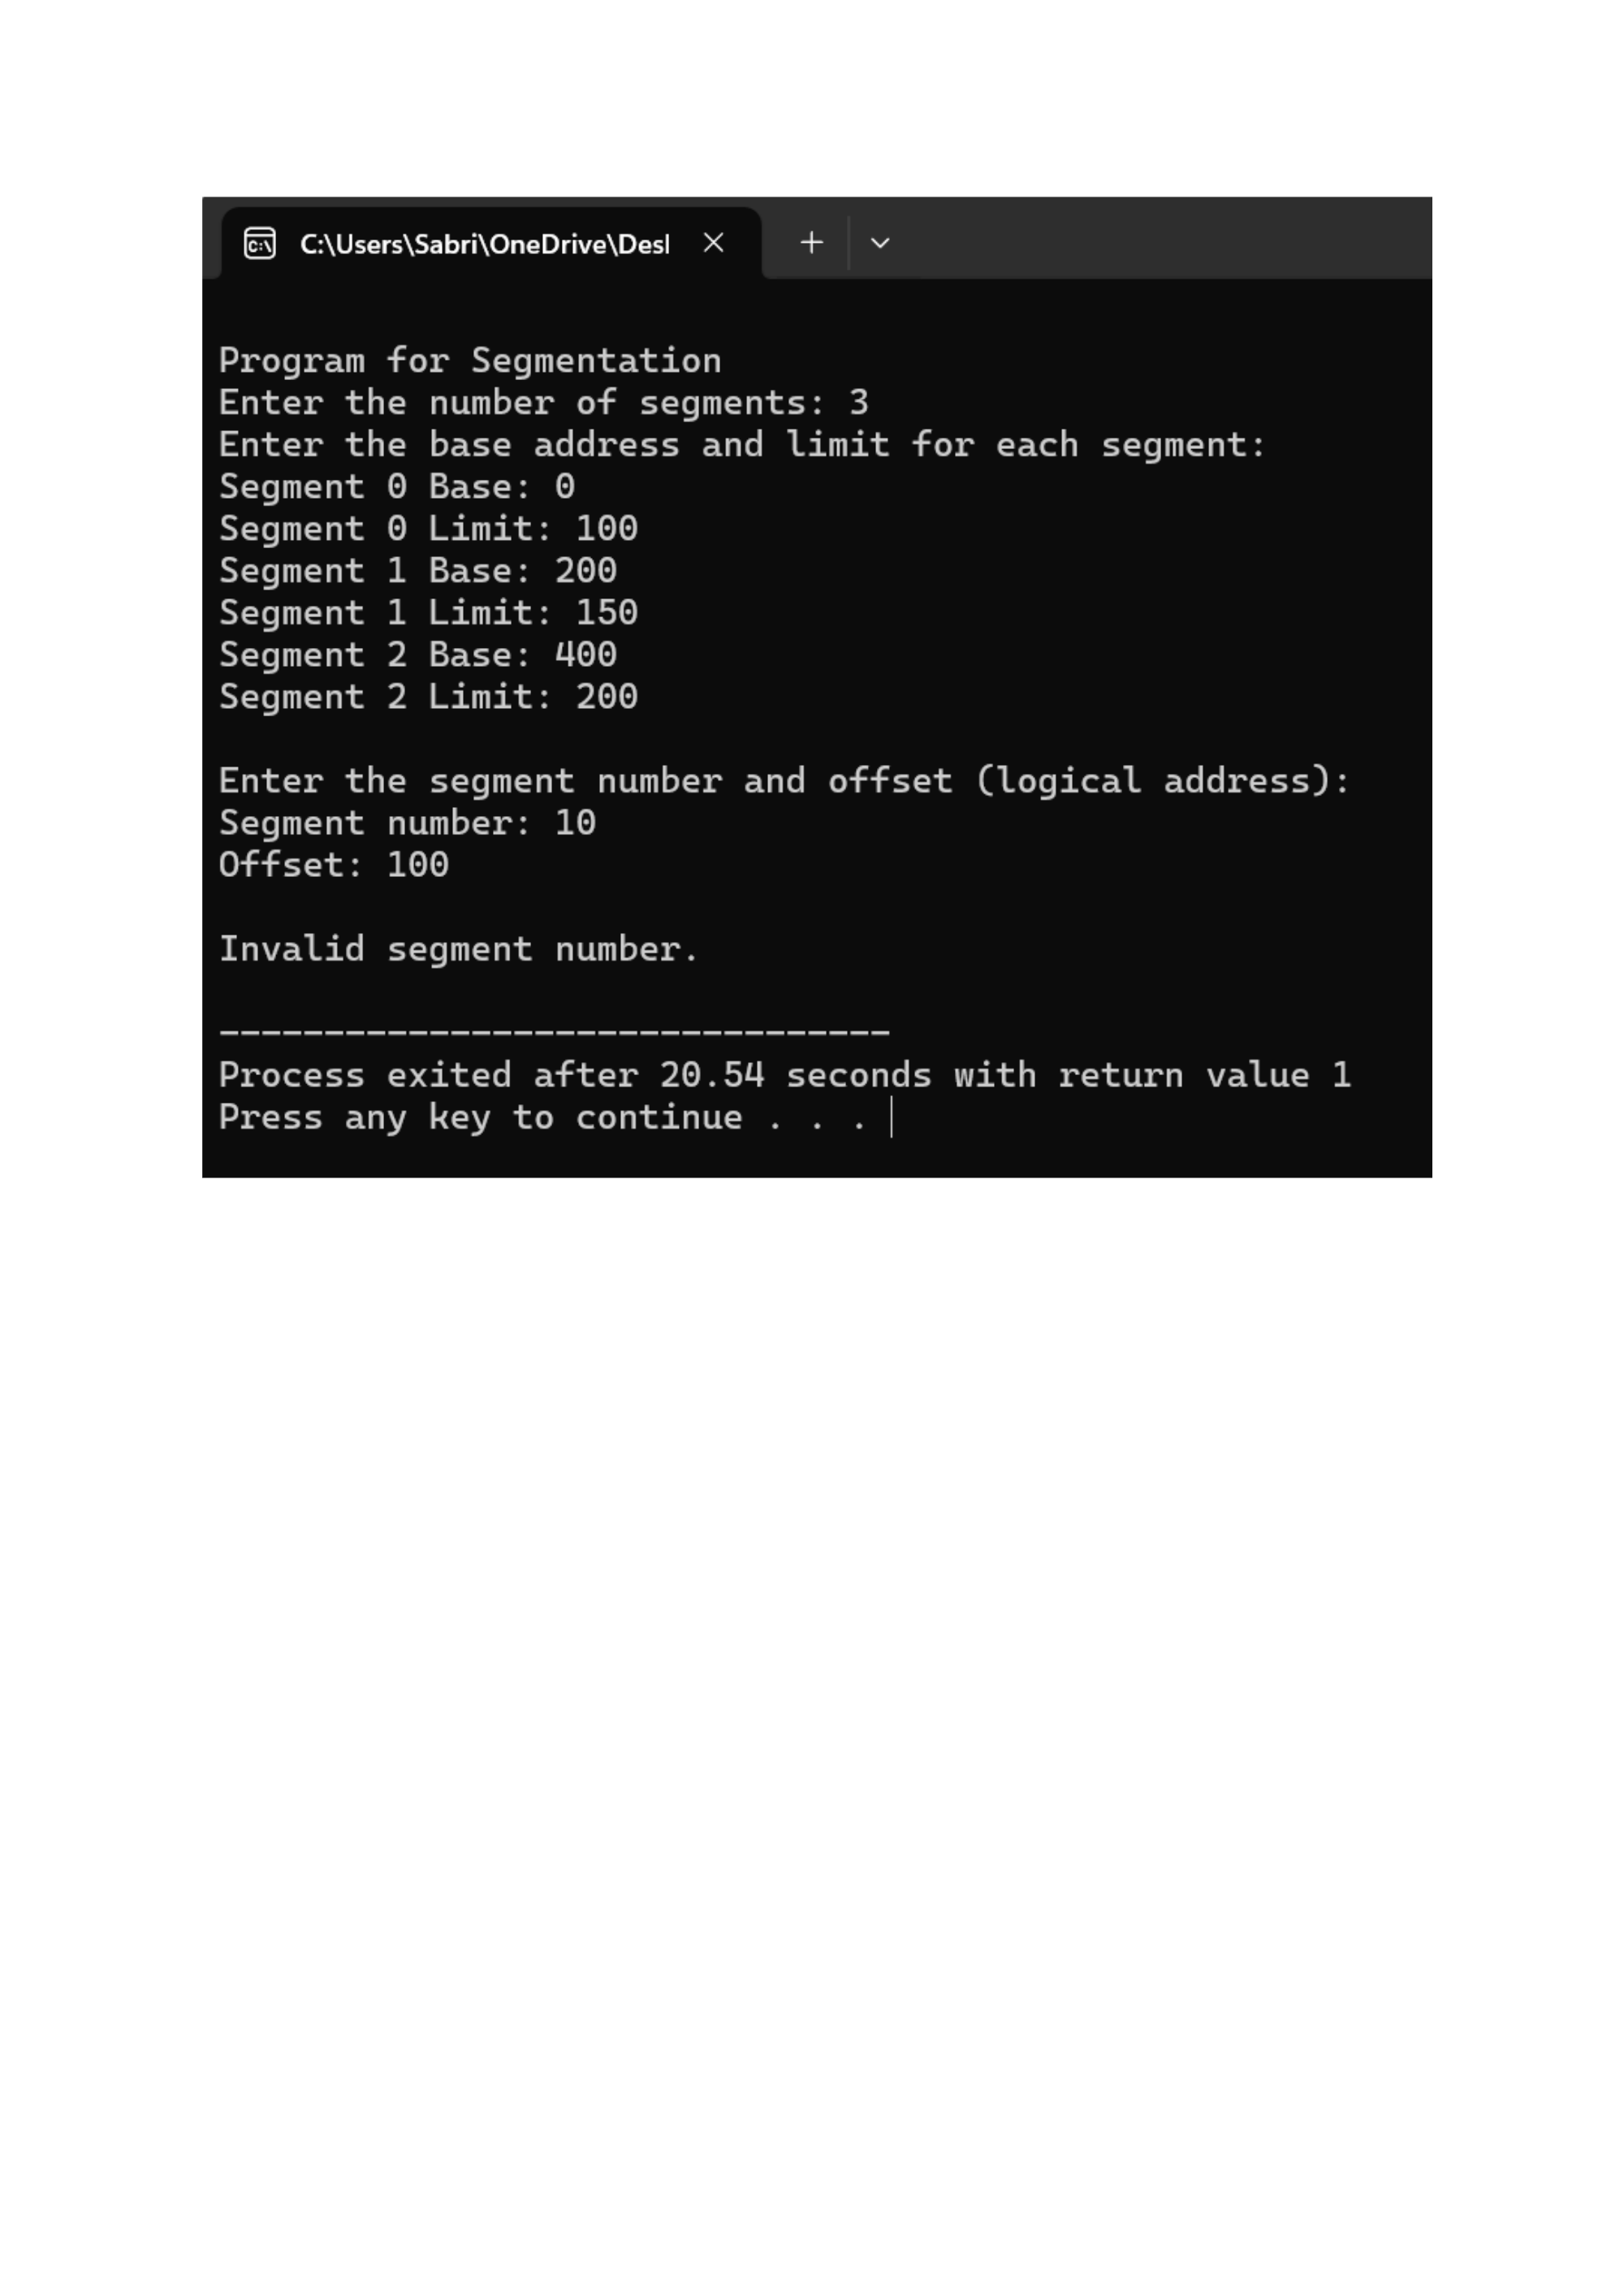 C:\Users\Sabri\OneDrive\Desl
Program for Segmentation
Enter the number of segments: 3
Enter the base address and limit for each segment:
Segment 0 Base: 0
Segment 0 Limit: 100
Segment 1 Base: 200
Segment 1 Limit: 150
Segment 2 Base: 400
Segment 2 Limit: 200
Enter the segment number and offset (logical address):
Segment number: 10
Offset: 100
Invalid segment number.
--------------------------------
Process exited after 20.54 seconds with return value 1
Press any key to continue . . .